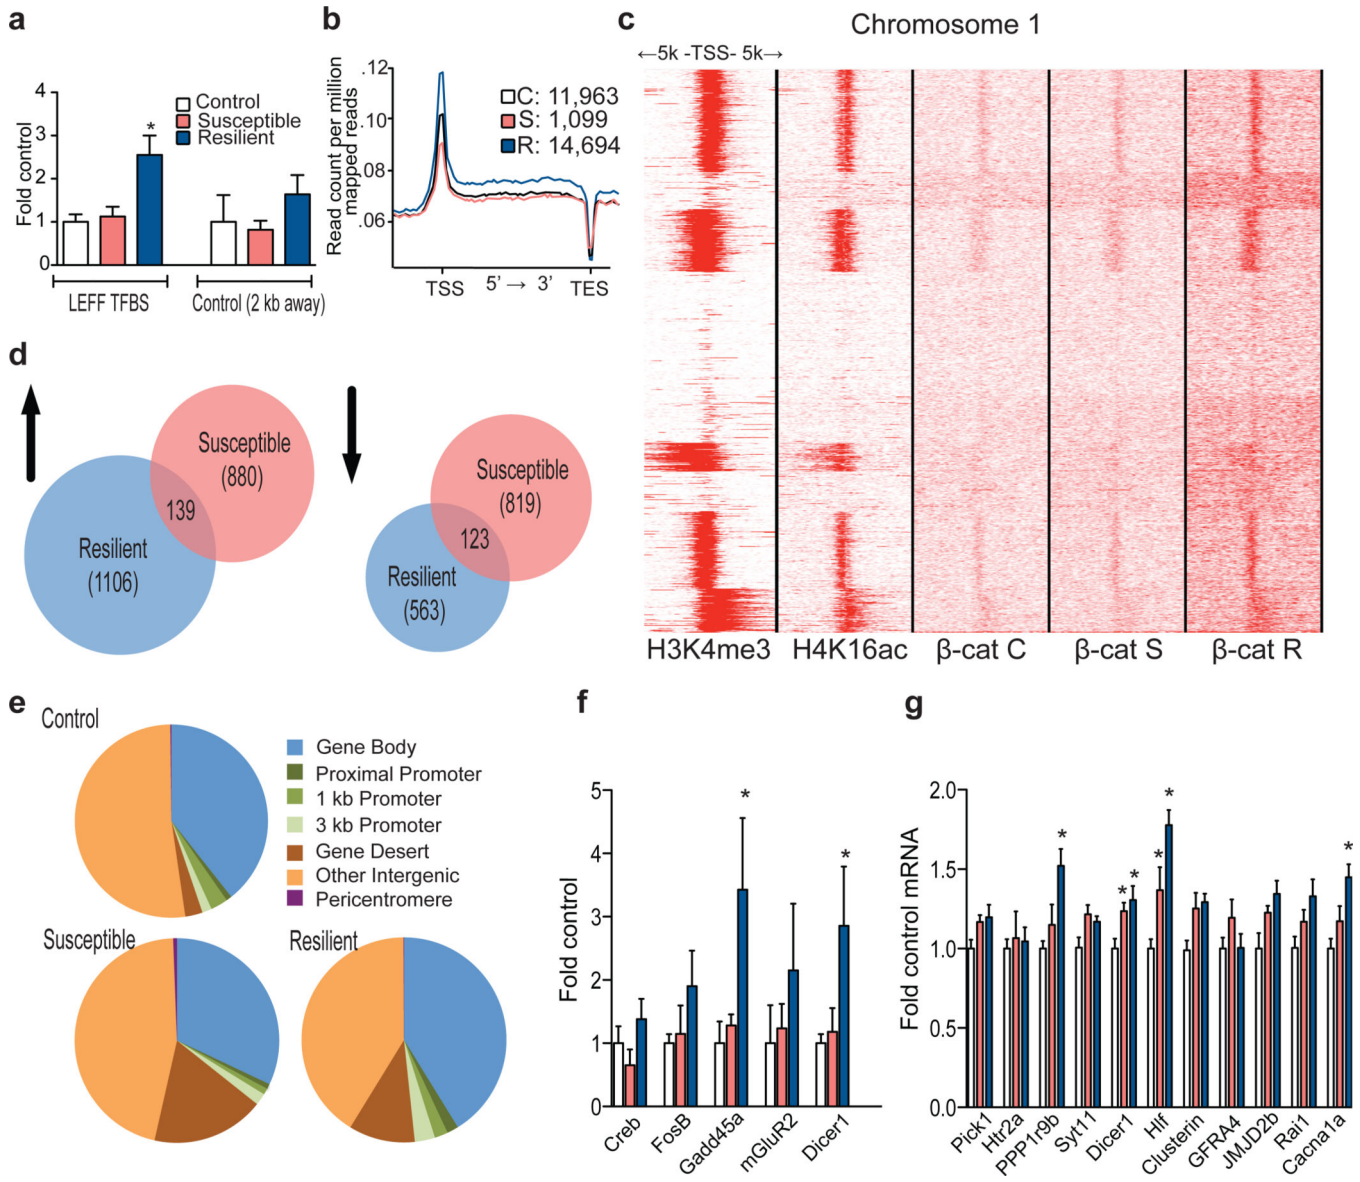 a
Fold control
4
3
2
1
0
Control
Susceptible
Resilient
*
LEFF TFBS
Control (2 kb away)
b
Read count per million
mapped reads
.12
.10
.08
.06
C: 11,963
S: 1,099
R: 14,694
TSS
5’ → 3’
TES
c
Chromosome 1
←5k -TSS- 5k→
H3K4me3
H4K16ac
β-cat C
β-cat S
β-cat R
d
Susceptible
(880)
139
Resilient
(1106)
Susceptible
(819)
123
Resilient
(563)
e
Control
Gene Body
Proximal Promoter
1 kb Promoter
3 kb Promoter
Gene Desert
Other Intergenic
Pericentromere
Susceptible
Resilient
f
Fold control
5
4
3
2
1
0
*
*
Creb
FosB
Gadd45a
mGluR2
Dicer1
g
Fold control mRNA
2.0
1.5
1.0
0.5
0.0
*
*
*
*
*
*
Pick1
Htr2a
PPP1r9b
Syt11
Dicer1
Hlf
Clusterin
GFRA4
JMJD2b
Rai1
Cacna1a